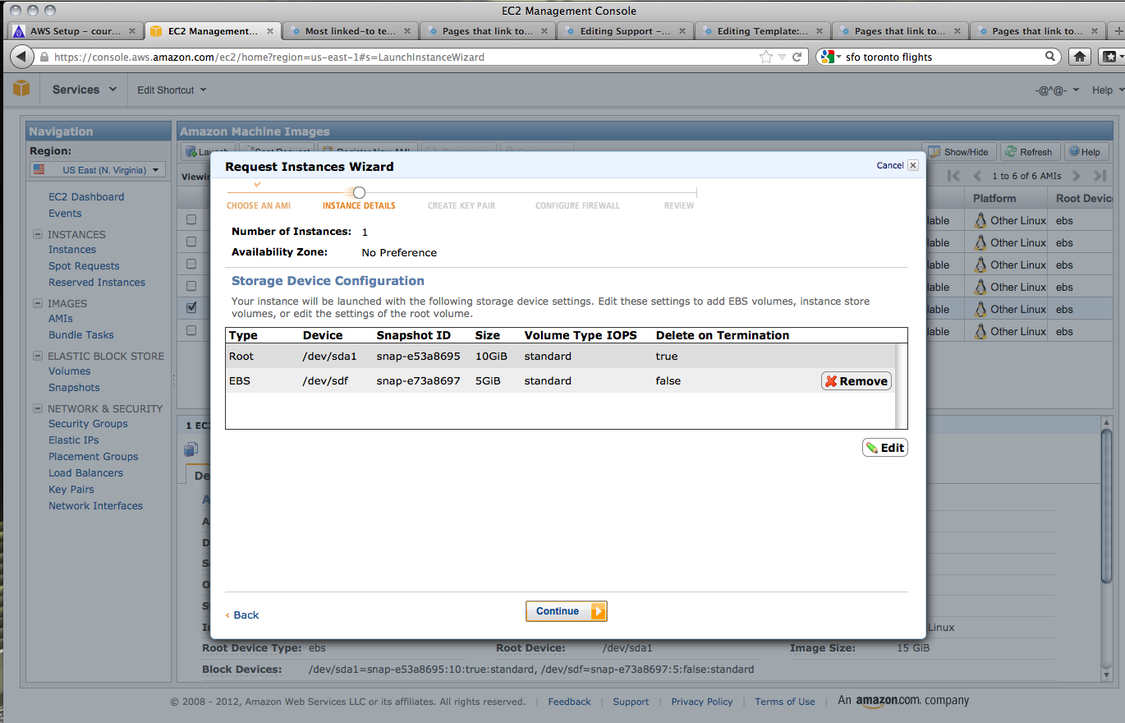 EC2 Management Console
AWS Setup – cour... EC2 Management... Most linked-to te... Pages that link to... Editing Support –... Editing Template:... Pages that link to... Pages that link to...
https://console.aws.amazon.com/ec2/home?region=us-east-1#s=LaunchInstanceWizard sfo toronto flights
Services Edit Shortcut -@^@- Help
Navigation
Region:
US East (N. Virginia)
EC2 Dashboard
Events
INSTANCES
Instances
Spot Requests
Reserved Instances
IMAGES
AMIs
Bundle Tasks
ELASTIC BLOCK STORE
Volumes
Snapshots
NETWORK & SECURITY
Security Groups
Elastic IPs
Placement Groups
Load Balancers
Key Pairs
Network Interfaces
Amazon Machine Images
Show/Hide Refresh Help
1 to 6 of 6 AMIs
Platform Root Devic
lable Other Linux ebs
lable Other Linux ebs
lable Other Linux ebs
lable Other Linux ebs
lable Other Linux ebs
lable Other Linux ebs
Request Instances Wizard Cancel
CHOOSE AN AMI INSTANCE DETAILS CREATE KEY PAIR CONFIGURE FIREWALL REVIEW
Number of Instances: 1
Availability Zone: No Preference
Storage Device Configuration
Your instance will be launched with the following storage device settings. Edit these settings to add EBS volumes, instance store
volumes, or edit the settings of the root volume.
Type Device Snapshot ID Size Volume Type IOPS Delete on Termination
Root /dev/sda1 snap-e53a8695 10GiB standard true
EBS /dev/sdf snap-e73a8697 5GiB standard false Remove
Edit
Back Continue
1 EC
De
Linux
Root Device Type: ebs Root Device: /dev/sda1 Image Size: 15 GiB
Block Devices: /dev/sda1=snap-e53a8695:10:true:standard, /dev/sdf=snap-e73a8697:5:false:standard
© 2008 - 2012, Amazon Web Services LLC or its affiliates. All rights reserved. | Feedback | Support | Privacy Policy | Terms of Use | An amazon.com. company